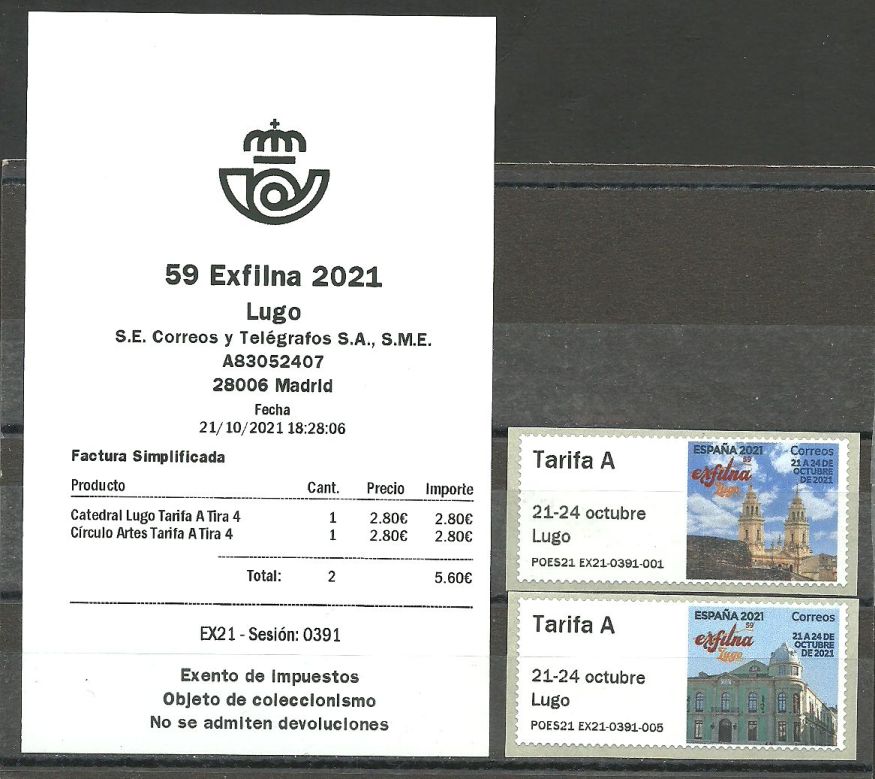 59 Exfilna 2021
Lugo
S.E. Correos y Telégrafos S.A., S.M.E.
A83052407
28006 Madrid
Fecha
21/10/2021 18:28:06
Factura Simplificada
Producto Cant. Precio Importe
Catedral Lugo Tarifa A Tira 4 1 2.80€ 2.80€
Círculo Artes Tarifa A Tira 4 1 2.80€ 2.80€
Total: 2 5.60€
EX21 - Sesión: 0391
Exento de impuestos
Objeto de coleccionismo
No se admiten devoluciones
Tarifa A
21-24 octubre
Lugo
POES21 EX21-0391-001
ESPAÑA 2021 Correos
59
exfilna
Lugo
21 A 24 DE
OCTUBRE
DE 2021
Tarifa A
21-24 octubre
Lugo
POES21 EX21-0391-005
ESPAÑA 2021 Correos
59
exfilna
Lugo
21 A 24 DE
OCTUBRE
DE 2021